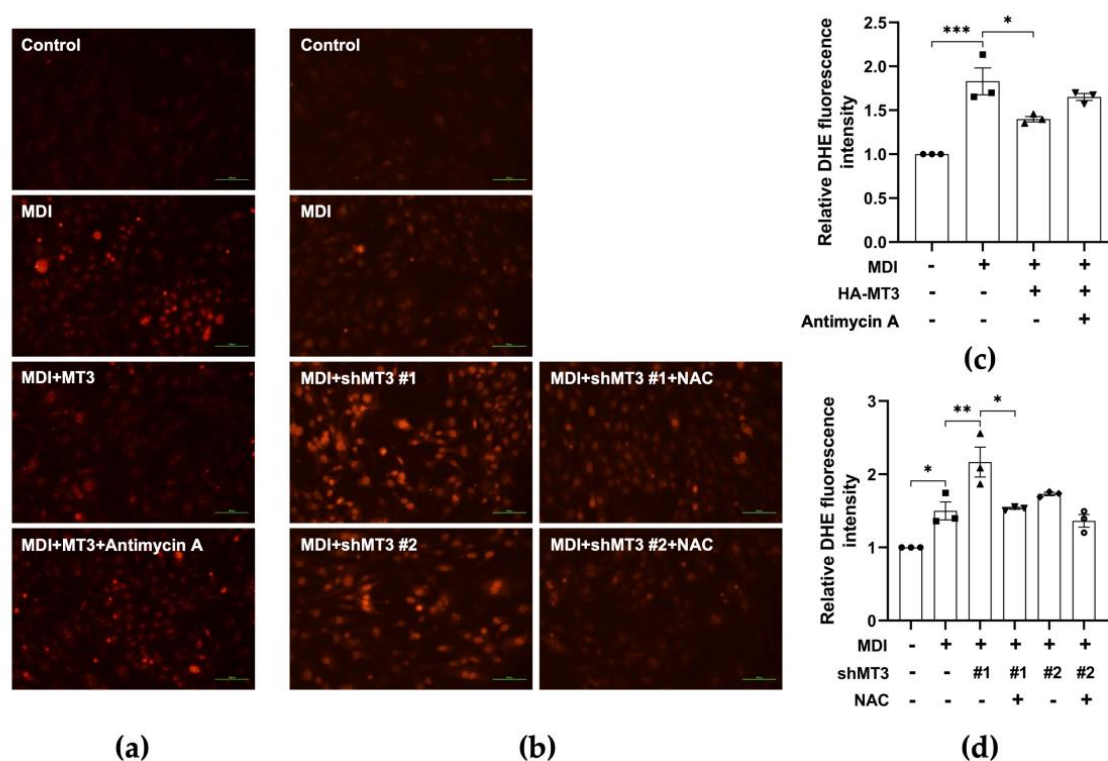 Control
MDI
MDI+MT3
MDI+MT3+Antimycin A
(a)
Control
MDI
MDI+shMT3 #1
MDI+shMT3 #1+NAC
MDI+shMT3 #2
MDI+shMT3 #2+NAC
(b)
Relative DHE fluorescence
intensity
2.5
2.0
1.5
1.0
0.5
0.0
***
*
MDI - + + +
HA-MT3 - - + +
Antimycin A - - - +
(c)
Relative DHE fluorescence
intensity
3
2
1
0
*
**
*
MDI - + + + + +
shMT3 - - #1 #1 #2 #2
NAC - - - + - +
(d)